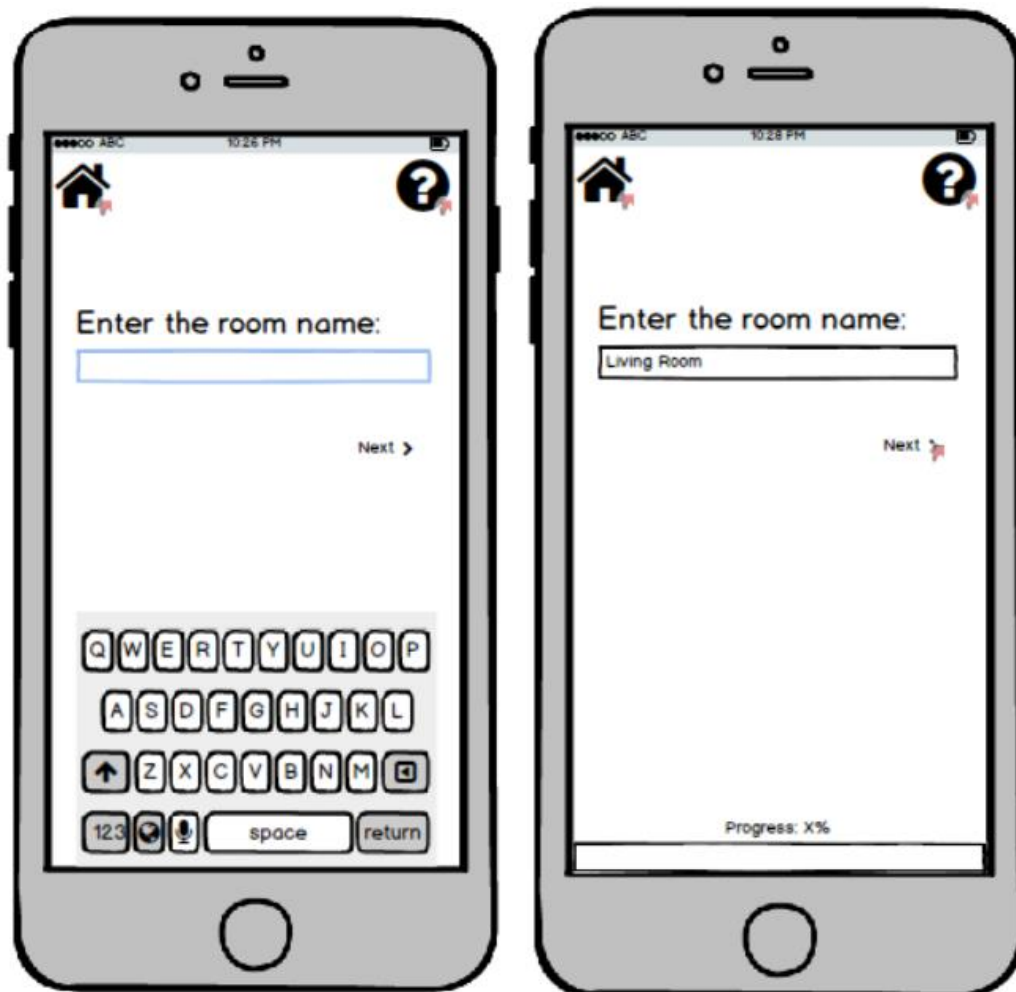 ABC 10:26 PM
?
Enter the room name:
Next >
Q W E R T Y U I O P
A S D F G H J K L
Z X C V B N M
123 space return
ABC 10:28 PM
?
Enter the room name:
Living Room
Next >
Progress: X%